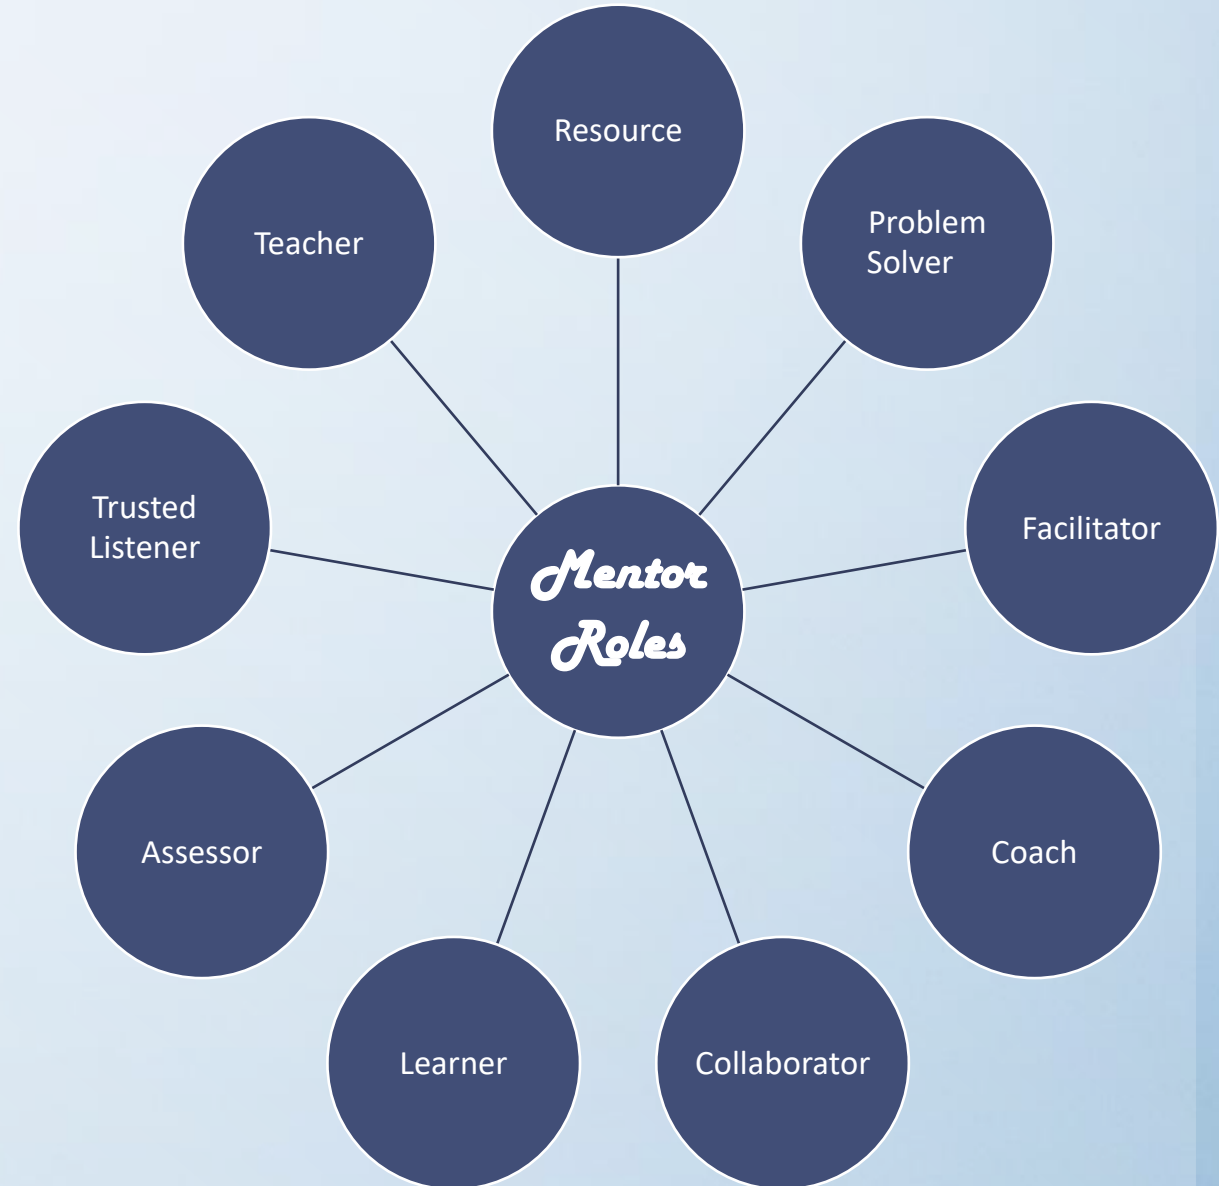 Resource
Problem
Solver
Teacher
Facilitator
Trusted
Listener
Mentor
Roles
Coach
Assessor
Collaborator
Learner